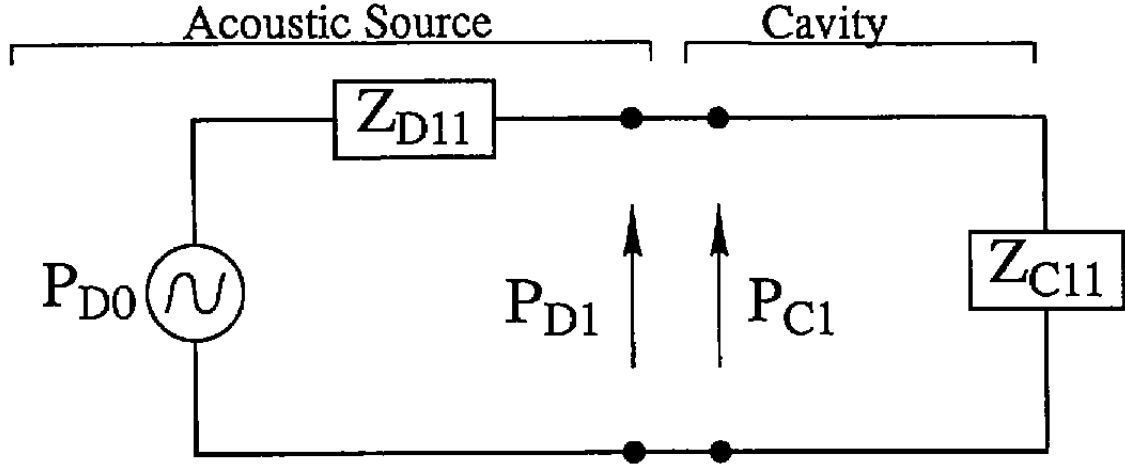 Acoustic Source
Cavity
Z_D11
P_D0
P_D1
P_C1
Z_C11